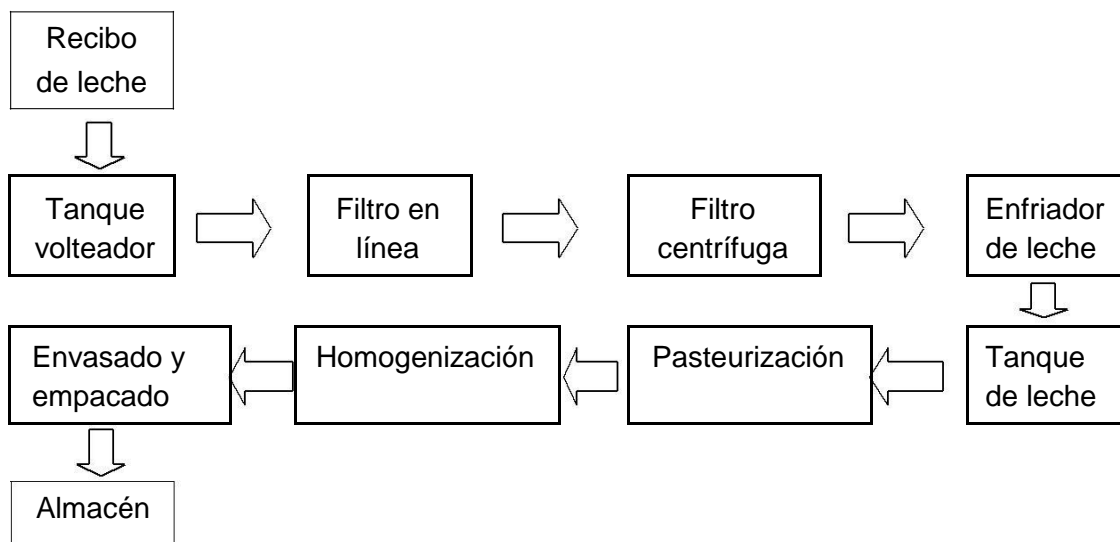 Recibo
de leche
Tanque
volteador
Filtro en
línea
Filtro
centrífuga
Enfriador
de leche
Tanque
de leche
Pasteurización
Homogenización
Envasado y
empacado
Almacén